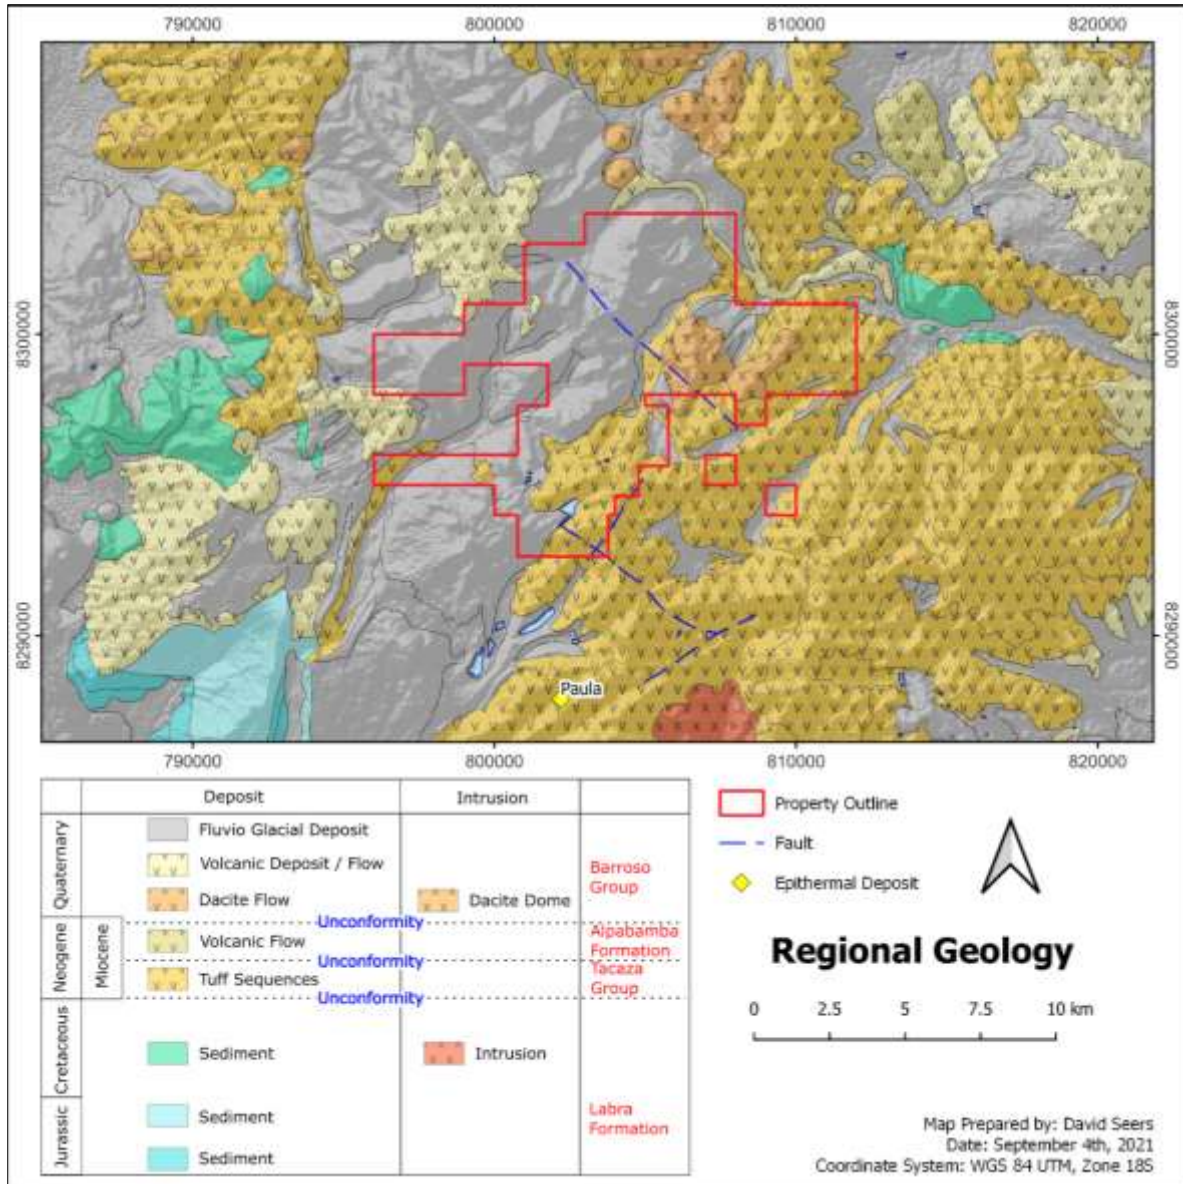 790000
800000
810000
820000
8300000
8300000
8290000
8290000
Paula
790000
800000
810000
820000
Deposit
Intrusion
Quaternary
Fluvio Glacial Deposit
Volcanic Deposit / Flow
Dacite Flow
Dacite Dome
Barroso
Group
Unconformity
Neogene
Miocene
Volcanic Flow
Alpabamba
Formation
Unconformity
Tuff Sequences
Tacaza
Group
Unconformity
Cretaceous
Sediment
Intrusion
Jurassic
Sediment
Sediment
Labra
Formation
Property Outline
Fault
Epithermal Deposit
Regional Geology
0 2.5 5 7.5 10 km
Map Prepared by: David Seers
Date: September 4th, 2021
Coordinate System: WGS 84 UTM, Zone 18S